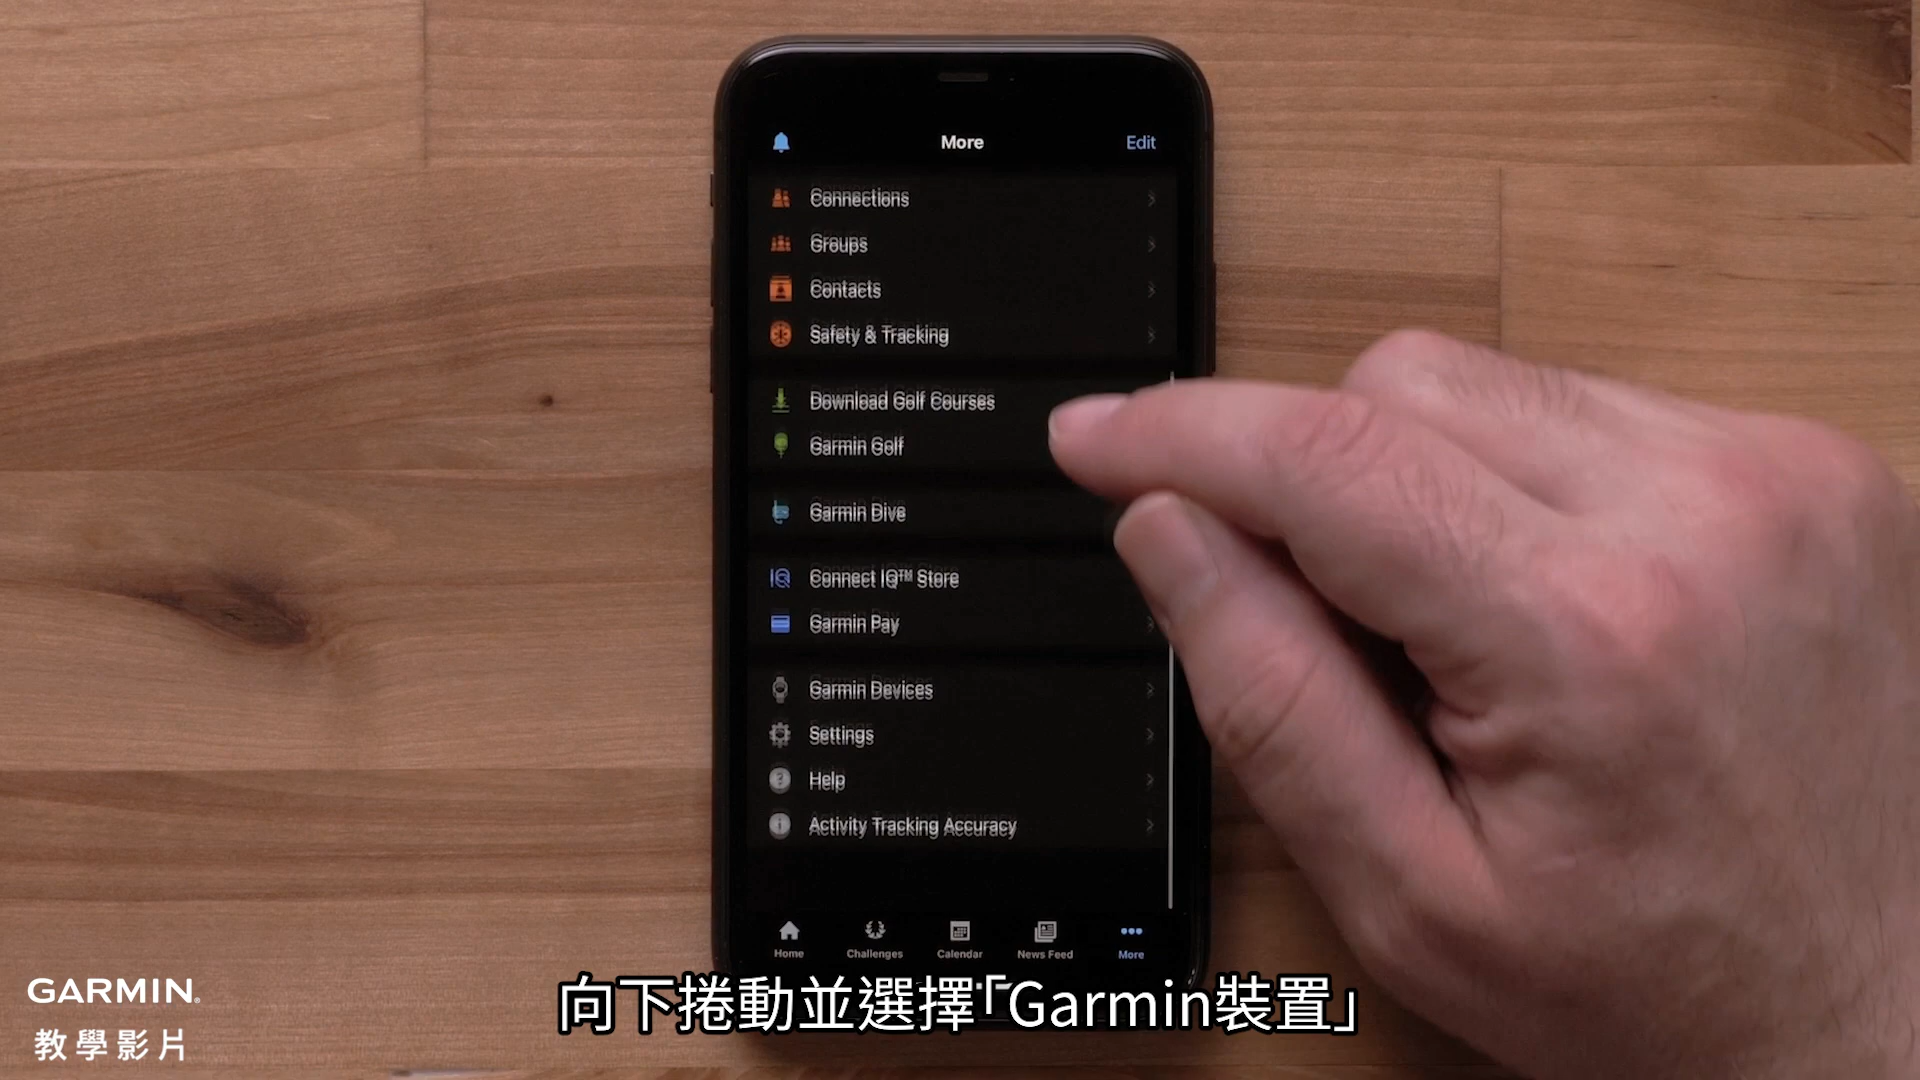 More
Edit
Connections
Groups
Contacts
Safety & Tracking
Download Golf Courses
Garmin Golf
Garmin Dive
Connect IQ™ Store
Garmin Pay
Garmin Devices
Settings
Help
Activity Tracking Accuracy
Home
Challenges
Calendar
News Feed
More
向下捲動並選擇「Garmin裝置」
GARMIN®
教學影片